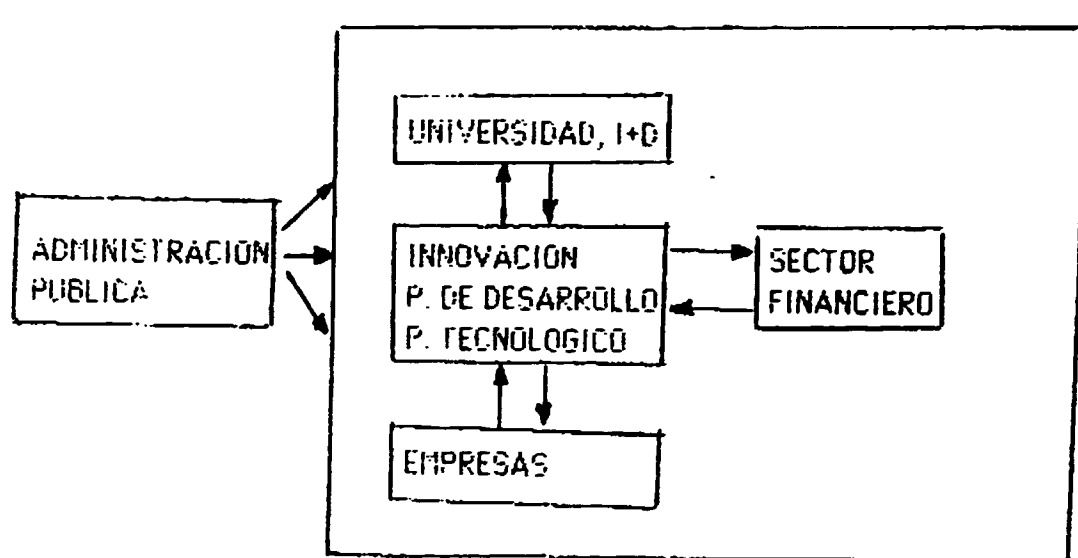 UNIVERSIDAD, I+D
ADMINISTRACION
PUBLICA
INNOVACION
P. DE DESARROLLO
P. TECNOLOGICO
SECTOR
FINANCIERO
EMPRESAS